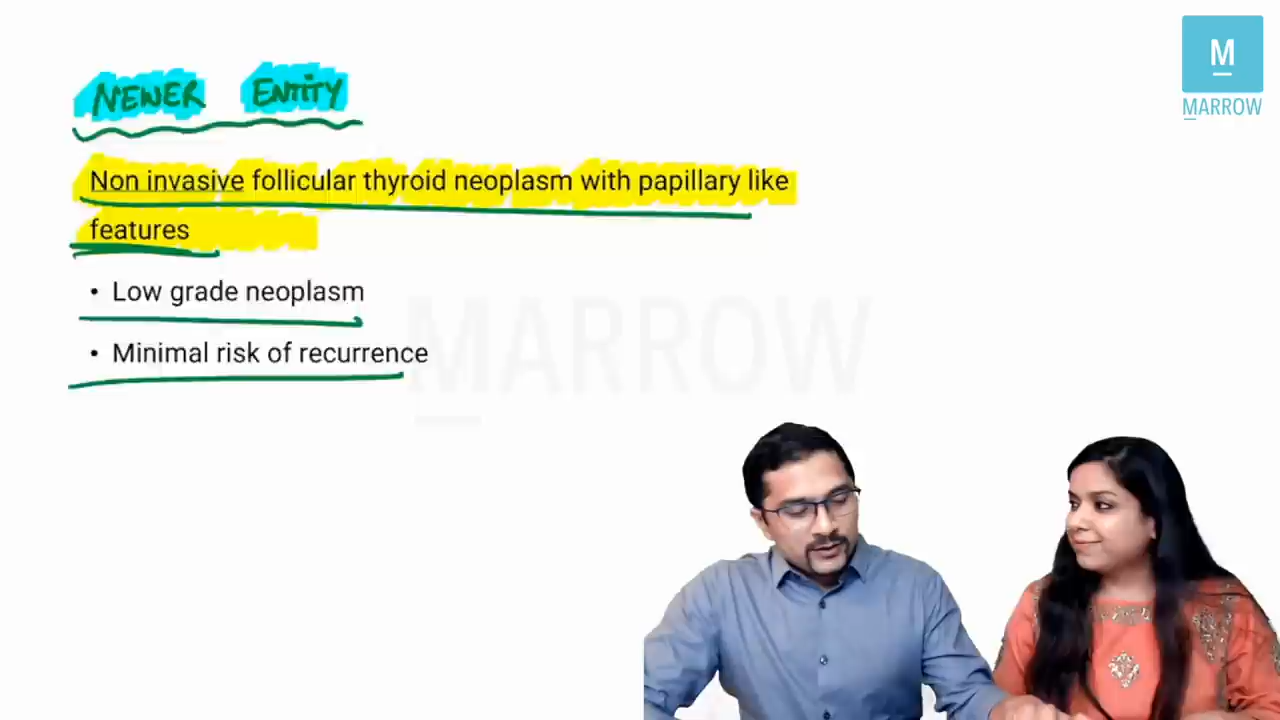 NEWER ENTITY
Non invasive follicular thyroid neoplasm with papillary like
features
• Low grade neoplasm
• Minimal risk of recurrence
M
MARROW
MARROW